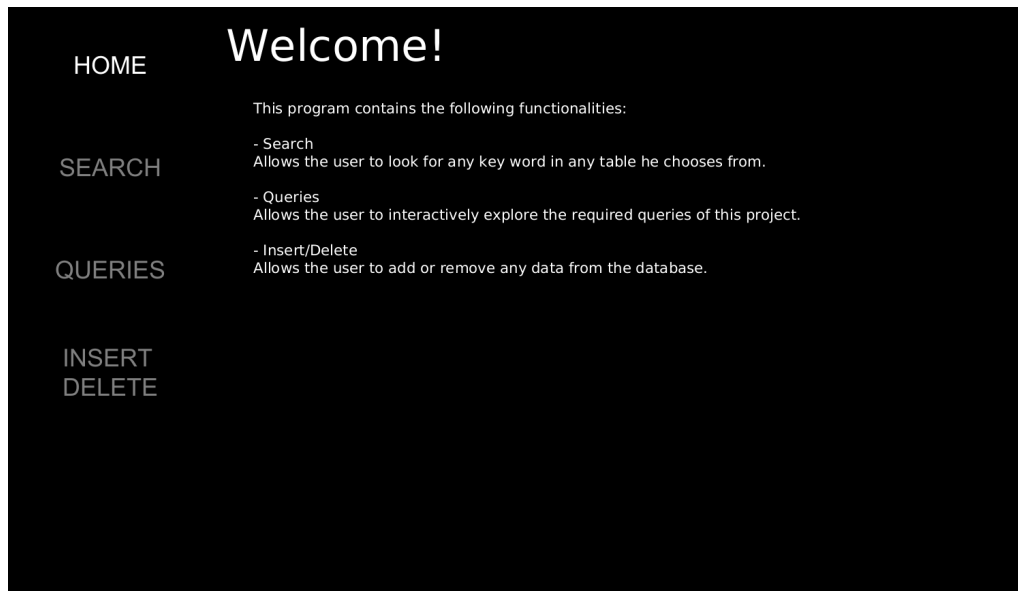 HOME
SEARCH
QUERIES
INSERT
DELETE
Welcome!
This program contains the following functionalities:
- Search
Allows the user to look for any key word in any table he chooses from.
- Queries
Allows the user to interactively explore the required queries of this project.
- Insert/Delete
Allows the user to add or remove any data from the database.